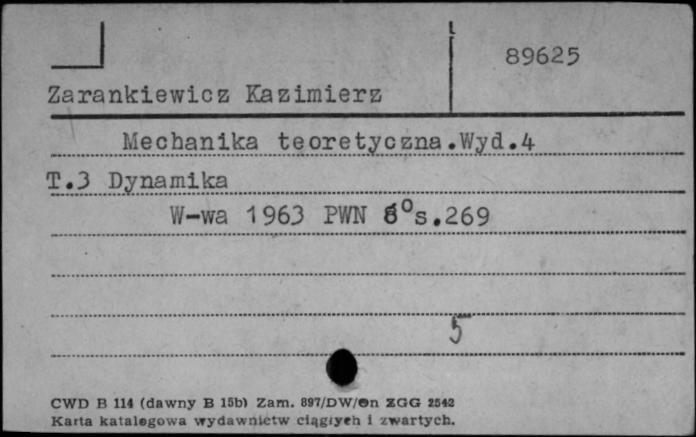 89625
Zarankiewicz Kazimierz
Mechanika teoretyczna.Wyd.4
T.3 Dynamika
W-wa 1963 PWN 8°s.269
5
CWD B 114 (dawny B 15b) Zam. 897/DW/Øn ZGG 2542
Karta katalogowa wydawnictw ciągłych i zwartych.